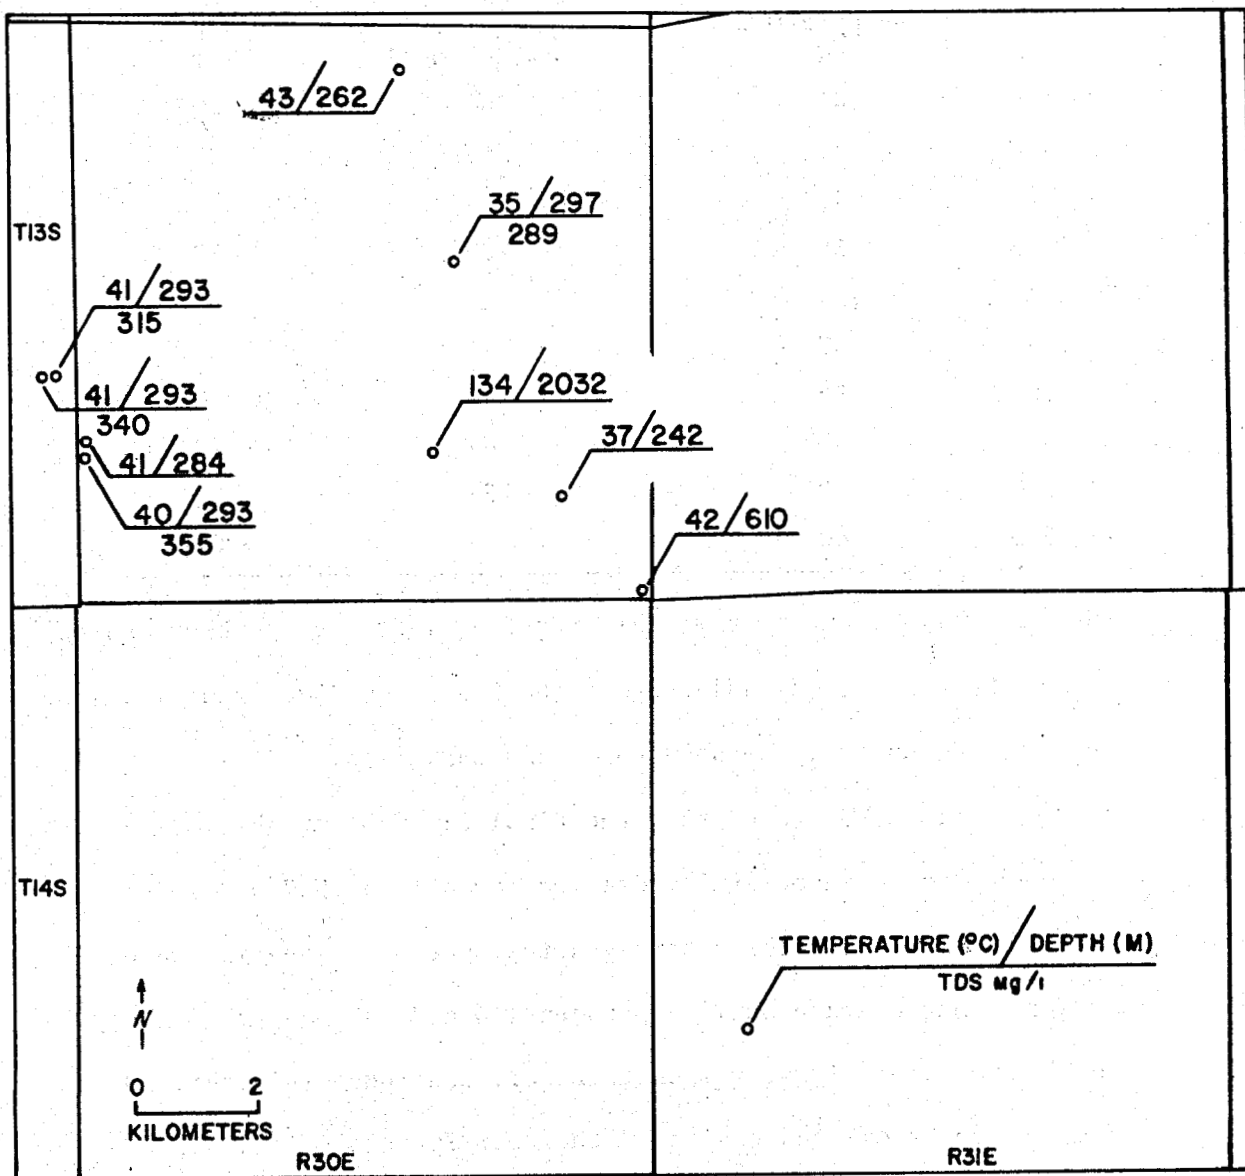 43/262
35/297
289
T13S
41/293
315
41/293
340
134/2032
37/242
41/284
40/293
355
42/610
T14S
TEMPERATURE (°C)/DEPTH (M)
TDS Mg/l
N
0 2
KILOMETERS
R30E
R31E